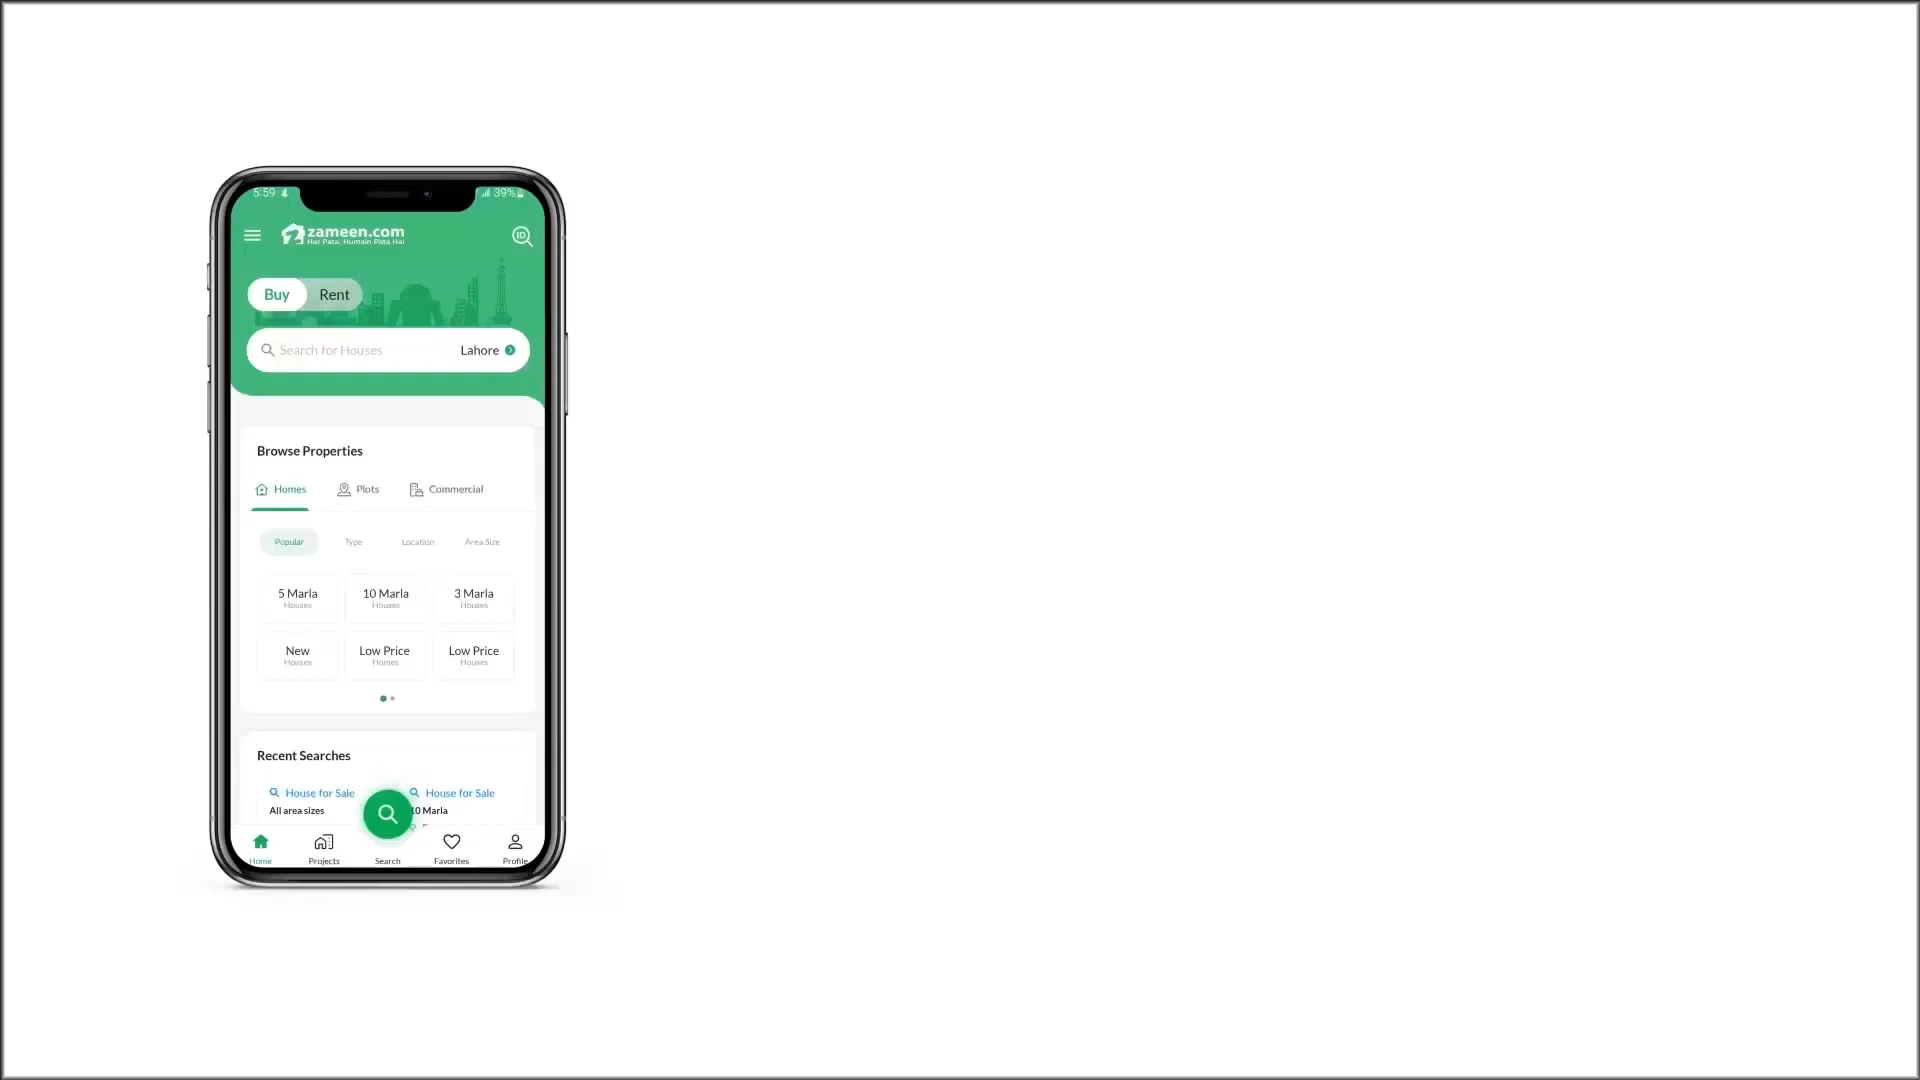 5:59 39%
zameen.com
Har Pata, Humain Pata Hai
ID
Buy Rent
Search for Houses Lahore
Browse Properties
Homes Plots Commercial
Popular Type Location Area Size
5 Marla 10 Marla 3 Marla
Houses Houses Houses
New Low Price Low Price
Houses Homes Houses
Recent Searches
House for Sale House for Sale
All area sizes 10 Marla
Home Projects Search Favorites Profile